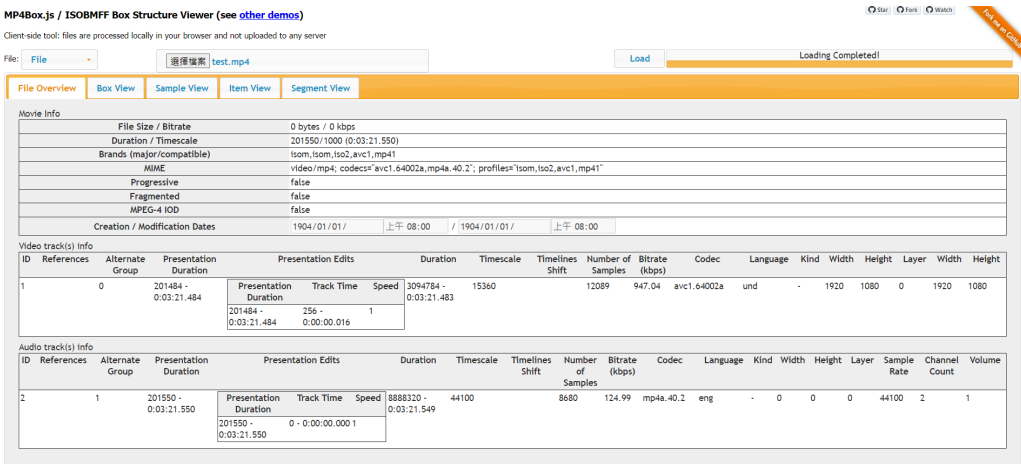 MP4Box.js / ISOBMFF Box Structure Viewer (see other demos)
Star Fork Watch
Fork me on GitHub
Client-side tool: files are processed locally in your browser and not uploaded to any server
File: File 選擇檔案 test.mp4 Load Loading Completed!
File Overview Box View Sample View Item View Segment View
Movie Info
File Size / Bitrate 0 bytes / 0 kbps
Duration / Timescale 201550/1000 (0:03:21.550)
Brands (major/compatible) isom,isom,iso2,avc1,mp41
MIME video/mp4; codecs="avc1.64002a,mp4a.40.2"; profiles="isom,iso2,avc1,mp41"
Progressive false
Fragmented false
MPEG-4 IOD false
Creation / Modification Dates 1904/01/01/ 上午 08:00 / 1904/01/01/ 上午 08:00
Video track(s) info
ID References Alternate Group Presentation Duration Presentation Edits Duration Timescale Timelines Shift Number of Samples Bitrate (kbps) Codec Language Kind Width Height Layer Width Height
1 0 201484 - 0:03:21.484 3094784 - 0:03:21.483 15360 12089 947.04 avc1.64002a und - 1920 1080 0 1920 1080
Presentation Duration Track Time Speed
201484 - 0:03:21.484 256 - 0:00:00.016 1
Audio track(s) info
ID References Alternate Group Presentation Duration Presentation Edits Duration Timescale Timelines Shift Number of Samples Bitrate (kbps) Codec Language Kind Width Height Layer Sample Rate Channel Count Volume
2 1 201550 - 0:03:21.550 8888320 - 0:03:21.549 44100 8680 124.99 mp4a.40.2 eng - 0 0 0 44100 2 1
Presentation Duration Track Time Speed
201550 - 0:03:21.550 0 - 0:00:00.000 1